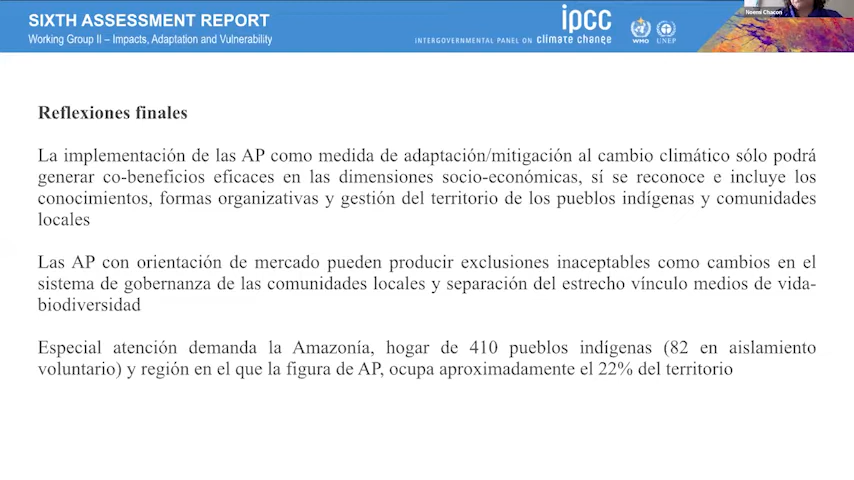 SIXTH ASSESSMENT REPORT
Working Group II – Impacts, Adaptation and Vulnerability
INTERGOVERNMENTAL PANEL ON climate change
ipcc
WMO
UNEP
Noemi Chacon
Reflexiones finales
La implementación de las AP como medida de adaptación/mitigación al cambio climático sólo podrá
generar co-beneficios eficaces en las dimensiones socio-económicas, sí se reconoce e incluye los
conocimientos, formas organizativas y gestión del territorio de los pueblos indígenas y comunidades
locales
Las AP con orientación de mercado pueden producir exclusiones inaceptables como cambios en el
sistema de gobernanza de las comunidades locales y separación del estrecho vínculo medios de vida-
biodiversidad
Especial atención demanda la Amazonía, hogar de 410 pueblos indígenas (82 en aislamiento
voluntario) y región en el que la figura de AP, ocupa aproximadamente el 22% del territorio